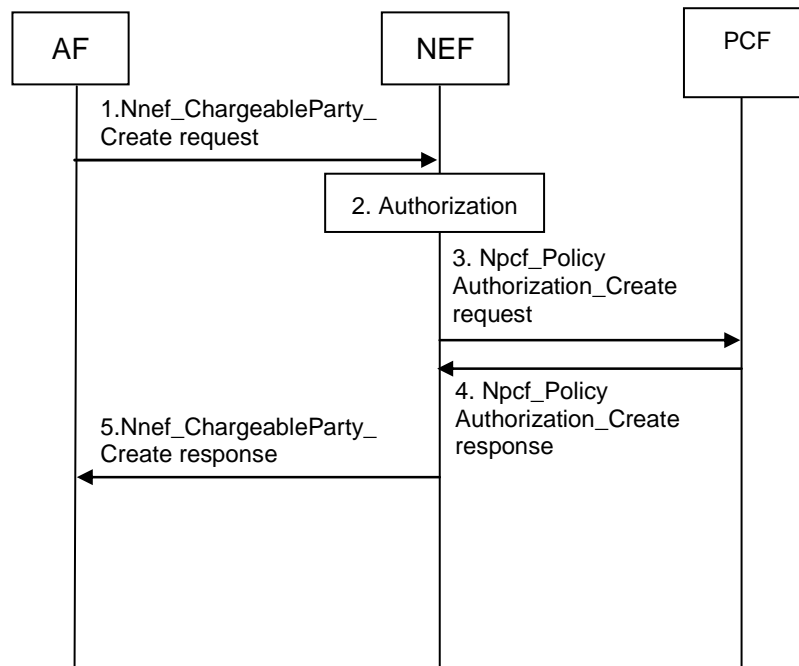 AF
NEF
PCF
1.Nnef_ChargeableParty_
Create request
2. Authorization
3. Npcf_Policy
Authorization_Create
request
4. Npcf_Policy
Authorization_Create
response
5.Nnef_ChargeableParty_
Create response